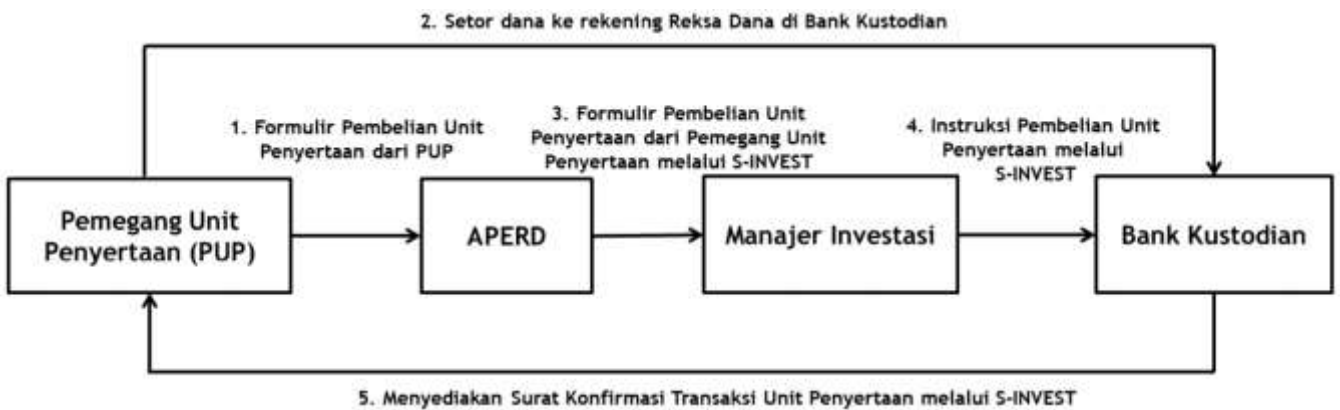 2. Setor dana ke rekening Reksa Dana di Bank Kustodian
1. Formulir Pembelian Unit
Penyertaan dari PUP
3. Formulir Pembelian Unit
Penyertaan dari Pemegang Unit
Penyertaan melalui S-INVEST
4. Instruksi Pembelian Unit
Penyertaan melalui
S-INVEST
Pemegang Unit
Penyertaan (PUP)
APERD
Manajer Investasi
Bank Kustodian
5. Menyediakan Surat Konfirmasi Transaksi Unit Penyertaan melalui S-INVEST